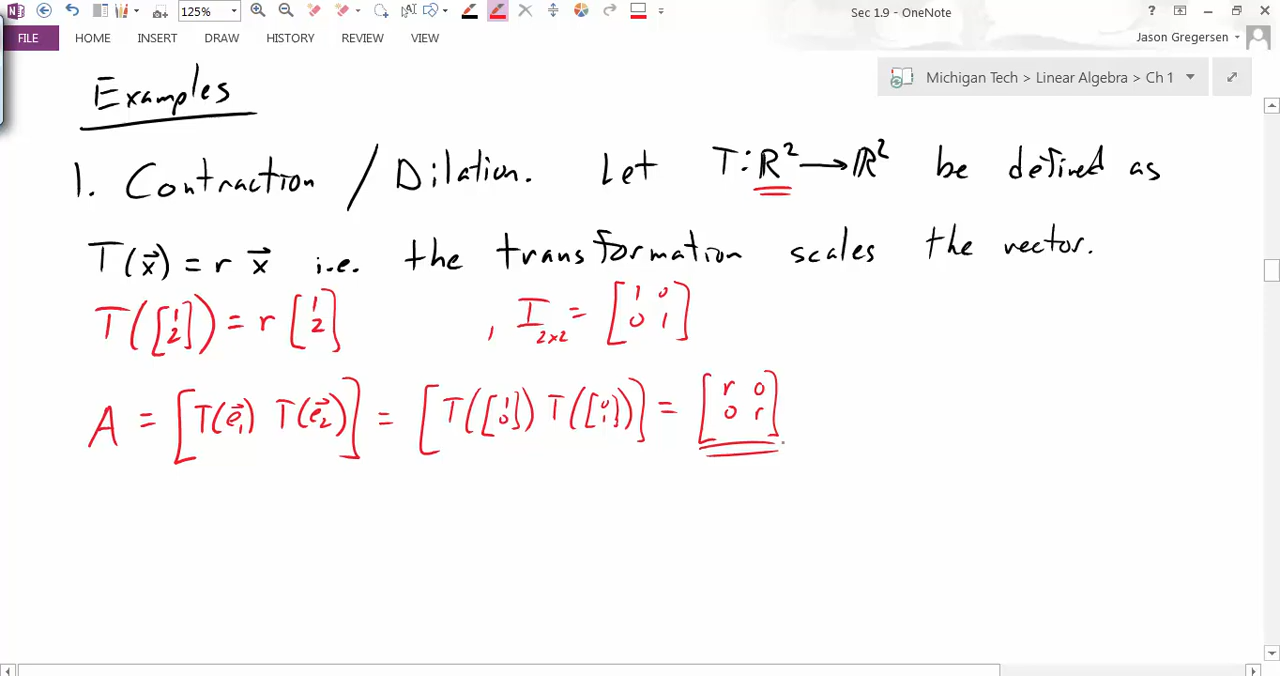 125%
Sec 1.9 - OneNote
?
FILE HOME INSERT DRAW HISTORY REVIEW VIEW
Jason Gregersen
Michigan Tech > Linear Algebra > Ch 1
Examples
1. Contraction / Dilation. Let T: ℝ² → ℝ² be defined as
T(x⃗) = r x⃗ i.e. the transformation scales the vector.
T([1 2]) = r [1 2] , I₂ₓ₂ = [1 0 0 1]
A = [T(e⃗₁) T(e⃗₂)] = [T([1 0]) T([0 1])] = [r 0 0 r]